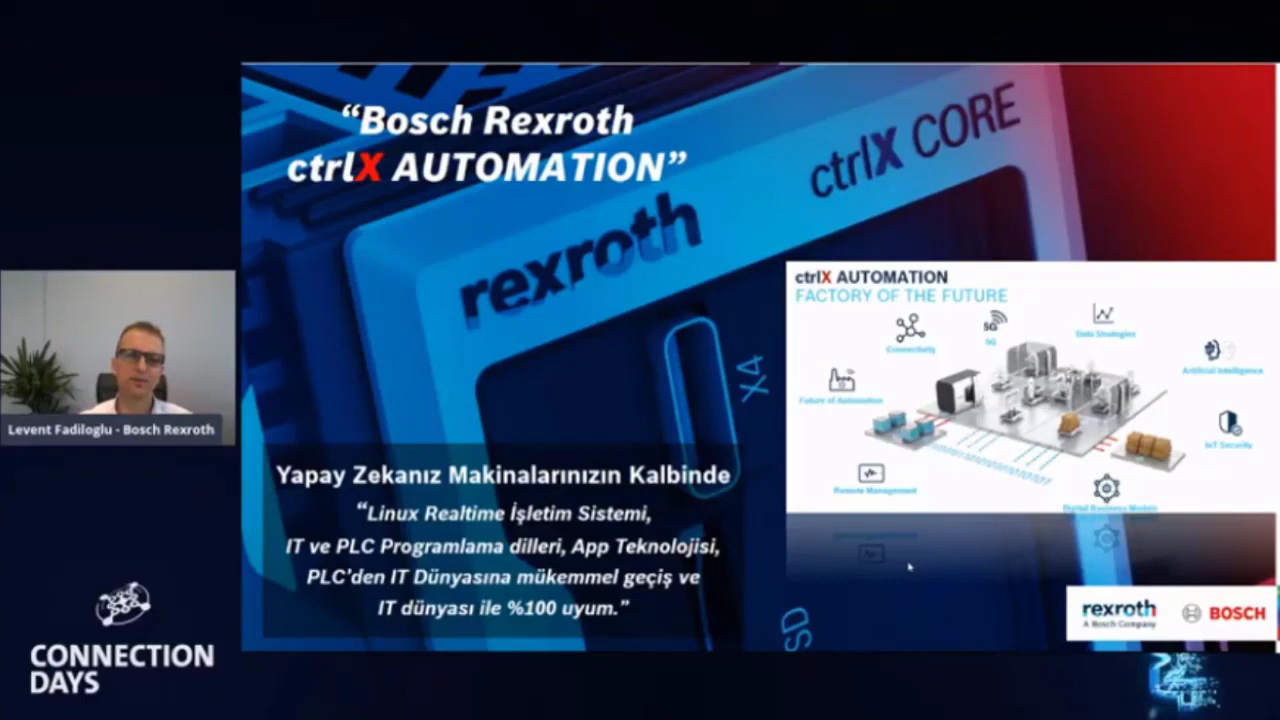 “Bosch Rexroth
ctrlX AUTOMATION”
rexroth
ctrlX CORE
X4
SD
ctrlX AUTOMATION
FACTORY OF THE FUTURE
Connectivity
5G
5G
Data Strategies
Artificial Intelligence
Future of Automation
IoT Security
Remote Management
Digital Business Models
Levent Fadiloglu - Bosch Rexroth
Yapay Zekanız Makinalarınızın Kalbinde
“Linux Realtime İşletim Sistemi,
IT ve PLC Programlama dilleri, App Teknolojisi,
PLC’den IT Dünyasına mükemmel geçiş ve
IT dünyası ile %100 uyum.”
rexroth
A Bosch Company
BOSCH
CONNECTION
DAYS